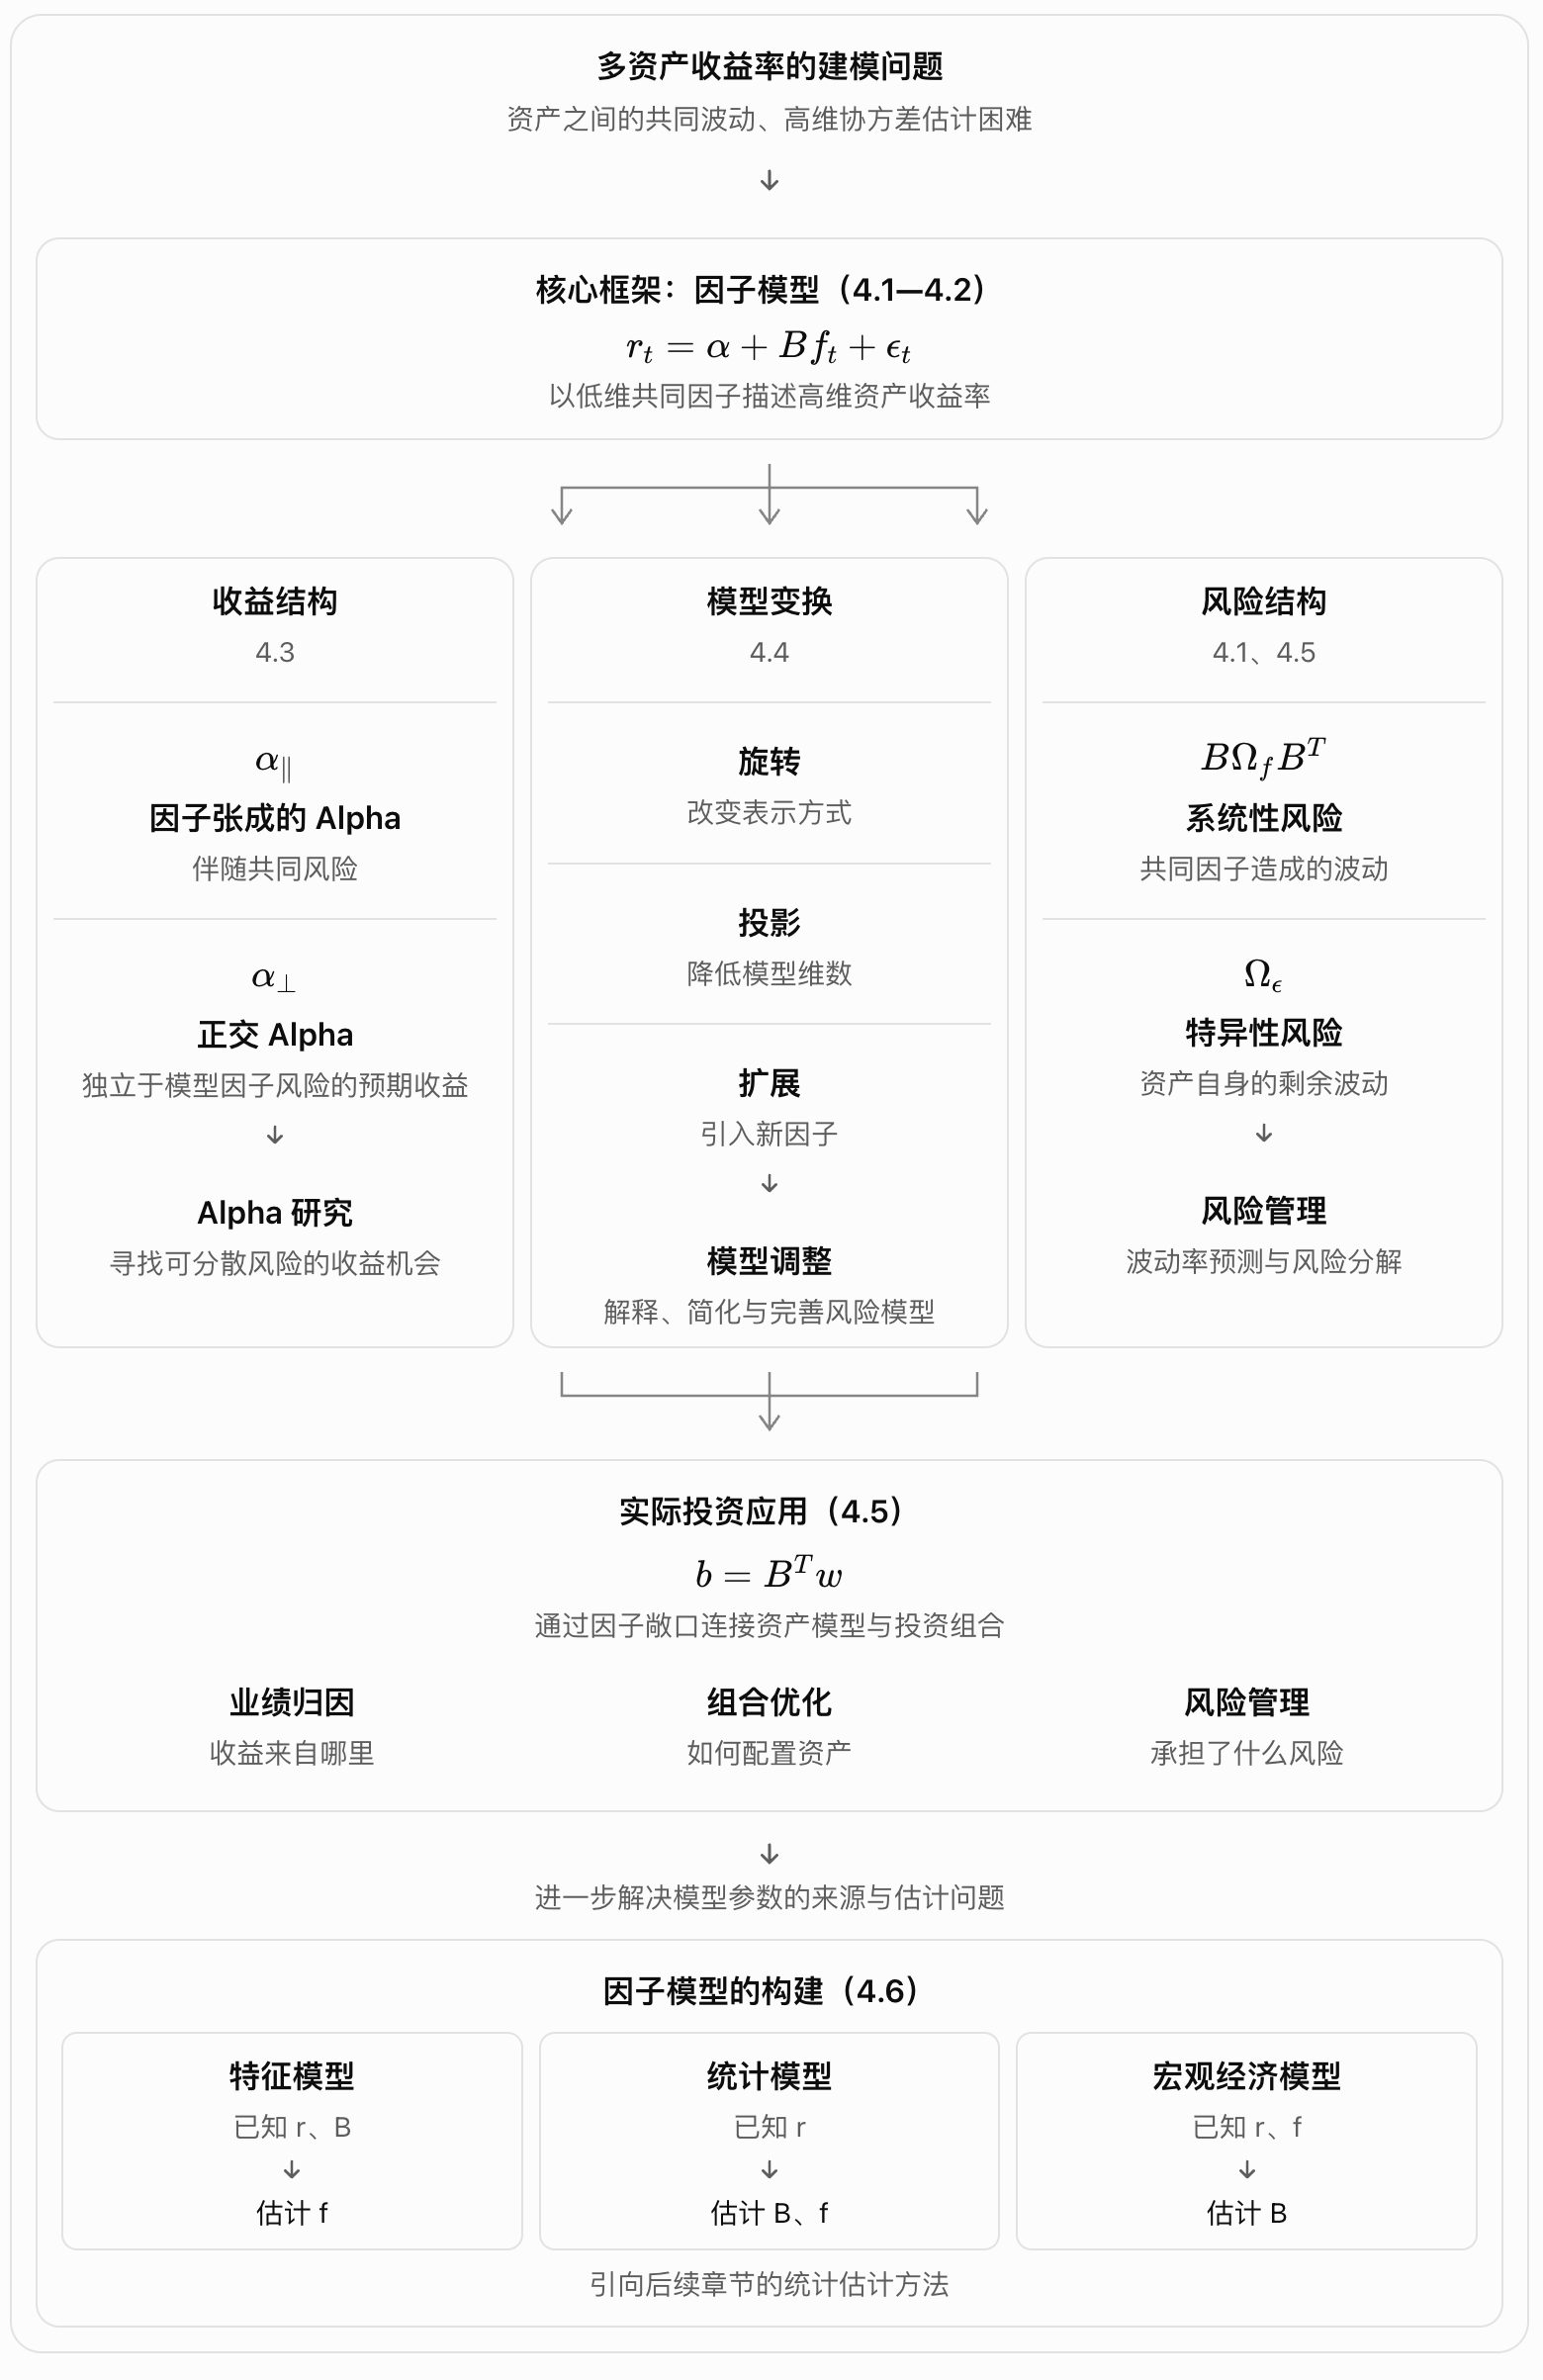 多资产收益率的建模问题
资产之间的共同波动、高维协方差估计困难
↓
核心框架：因子模型（4.1—4.2）
r_t = α + Bf_t + ϵ_t
以低维共同因子描述高维资产收益率
收益结构
4.3
α_∥
因子张成的 Alpha
伴随共同风险
α_⊥
正交 Alpha
独立于模型因子风险的预期收益
↓
Alpha 研究
寻找可分散风险的收益机会
模型变换
4.4
旋转
改变表示方式
投影
降低模型维数
扩展
引入新因子
↓
模型调整
解释、简化与完善风险模型
风险结构
4.1、4.5
BΩ_fB^T
系统性风险
共同因子造成的波动
Ω_ϵ
特异性风险
资产自身的剩余波动
↓
风险管理
波动率预测与风险分解
实际投资应用（4.5）
b = B^Tw
通过因子敞口连接资产模型与投资组合
业绩归因
收益来自哪里
组合优化
如何配置资产
风险管理
承担了什么风险
↓
进一步解决模型参数的来源与估计问题
因子模型的构建（4.6）
特征模型
已知 r、B
↓
估计 f
统计模型
已知 r
↓
估计 B、f
宏观经济模型
已知 r、f
↓
估计 B
引向后续章节的统计估计方法